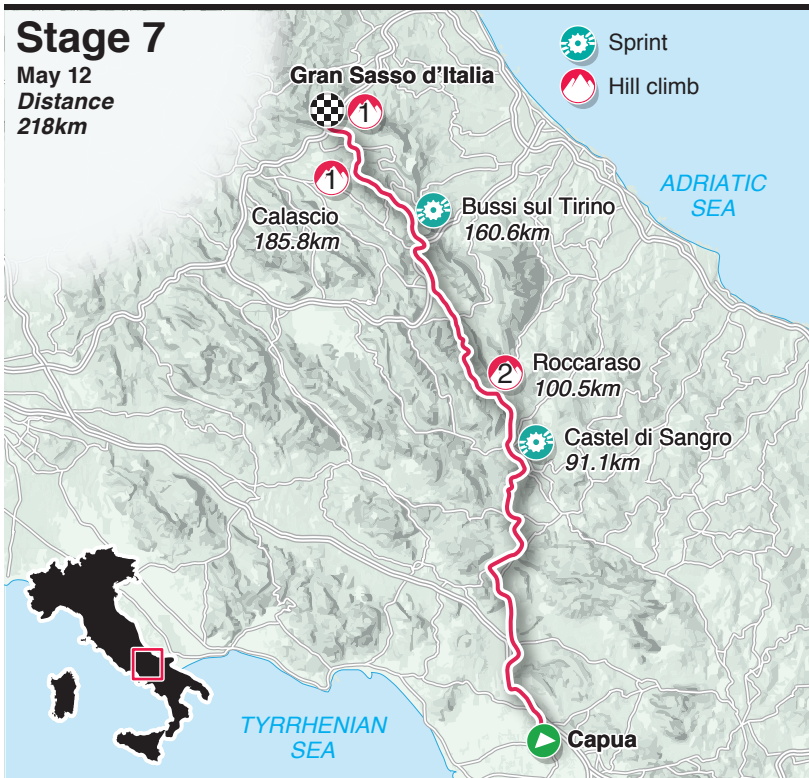 Stage 7
May 12
Distance
218km
Sprint
Hill climb
Gran Sasso d'Italia
1
1
Calascio
185.8km
Bussi sul Tirino
160.6km
ADRIATIC
SEA
2
Roccaraso
100.5km
Castel di Sangro
91.1km
TYRRHENIAN
SEA
Capua